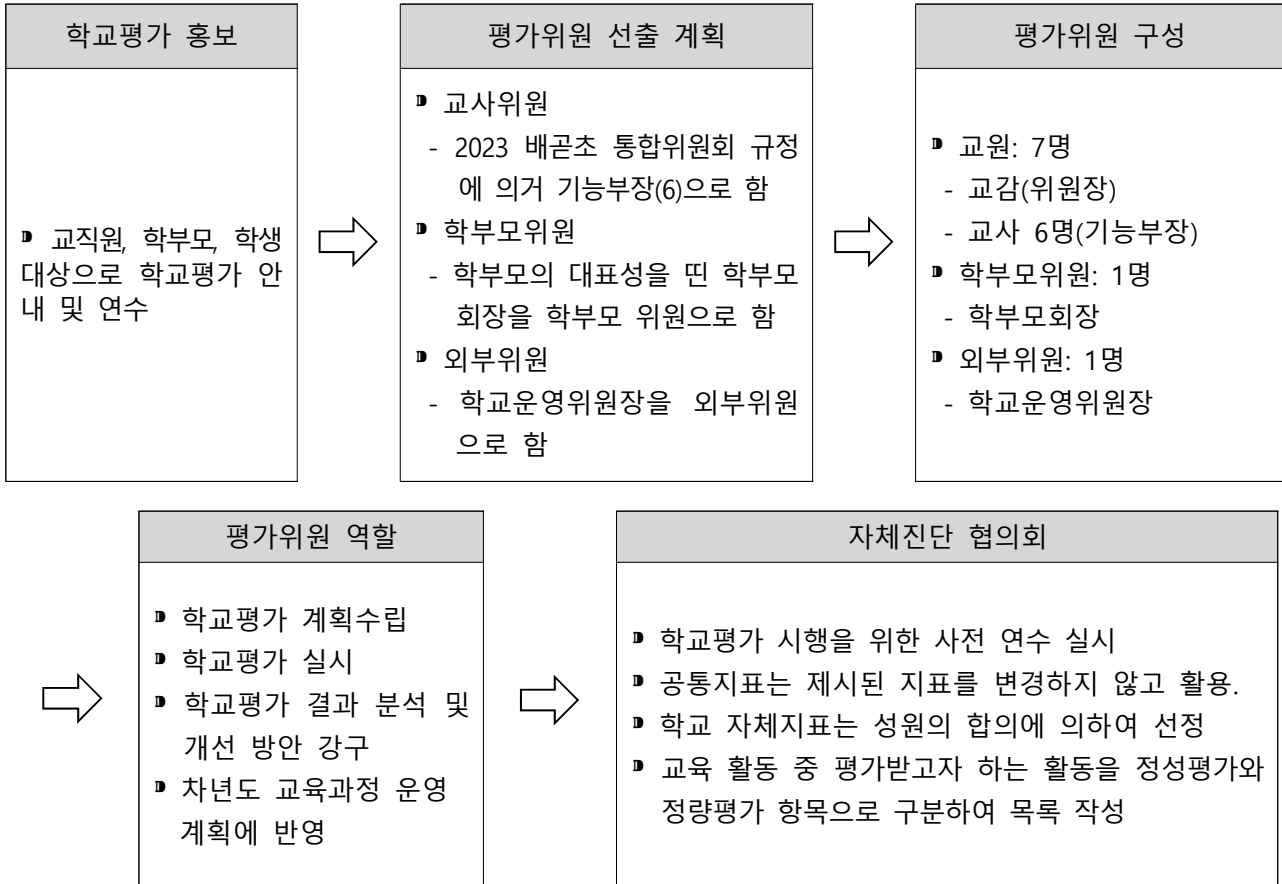 학교평가 홍보
⁍ 교직원, 학부모, 학생
대상으로 학교평가 안
내 및 연수
평가위원 선출 계획
⁍ 교사위원
- 2023 배곧초 통합위원회 규정
에 의거 기능부장(6)으로 함
⁍ 학부모위원
- 학부모의 대표성을 띤 학부모
회장을 학부모 위원으로 함
⁍ 외부위원
- 학교운영위원장을 외부위원
으로 함
평가위원 구성
⁍ 교원: 7명
- 교감(위원장)
- 교사 6명(기능부장)
⁍ 학부모위원: 1명
- 학부모회장
⁍ 외부위원: 1명
- 학교운영위원장
평가위원 역할
⁍ 학교평가 계획수립
⁍ 학교평가 실시
⁍ 학교평가 결과 분석 및
개선 방안 강구
⁍ 차년도 교육과정 운영
계획에 반영
자체진단 협의회
⁍ 학교평가 시행을 위한 사전 연수 실시
⁍ 공통지표는 제시된 지표를 변경하지 않고 활용.
⁍ 학교 자체지표는 성원의 합의에 의하여 선정
⁍ 교육 활동 중 평가받고자 하는 활동을 정성평가와
정량평가 항목으로 구분하여 목록 작성